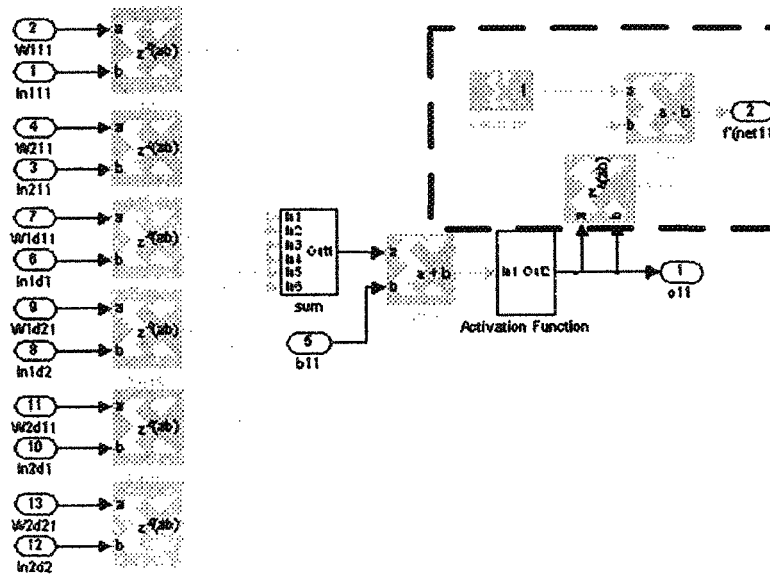 2
W111
1
In111
a
b
4
W211
3
In211
a
b
7
W1d11
6
In1d1
a
b
9
W1d21
8
In1d2
a
b
11
W2d11
10
In2d1
a
b
13
W2d21
12
In2d2
a
b
In1
In2
In3
In4
In5
In6
Out1
sum
5
b11
a
b
a + b
In1 Out2
Activation Function
1
a
b
a - b
2
f'(net11
a
b
1
o11